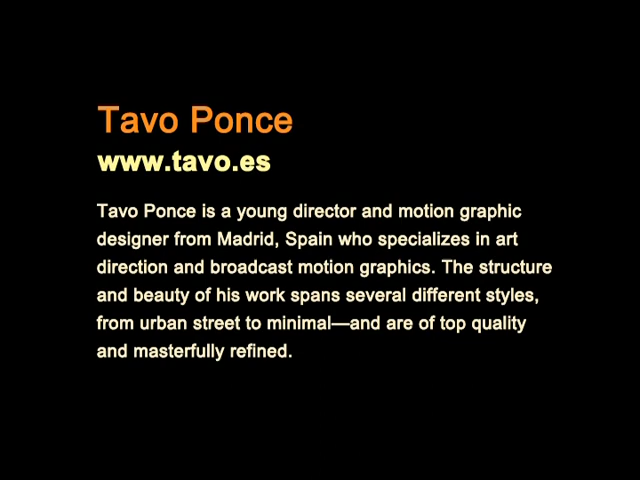 Tavo Ponce
www.tavo.es
Tavo Ponce is a young director and motion graphic
designer from Madrid, Spain who specializes in art
direction and broadcast motion graphics. The structure
and beauty of his work spans several different styles,
from urban street to minimal—and are of top quality
and masterfully refined.